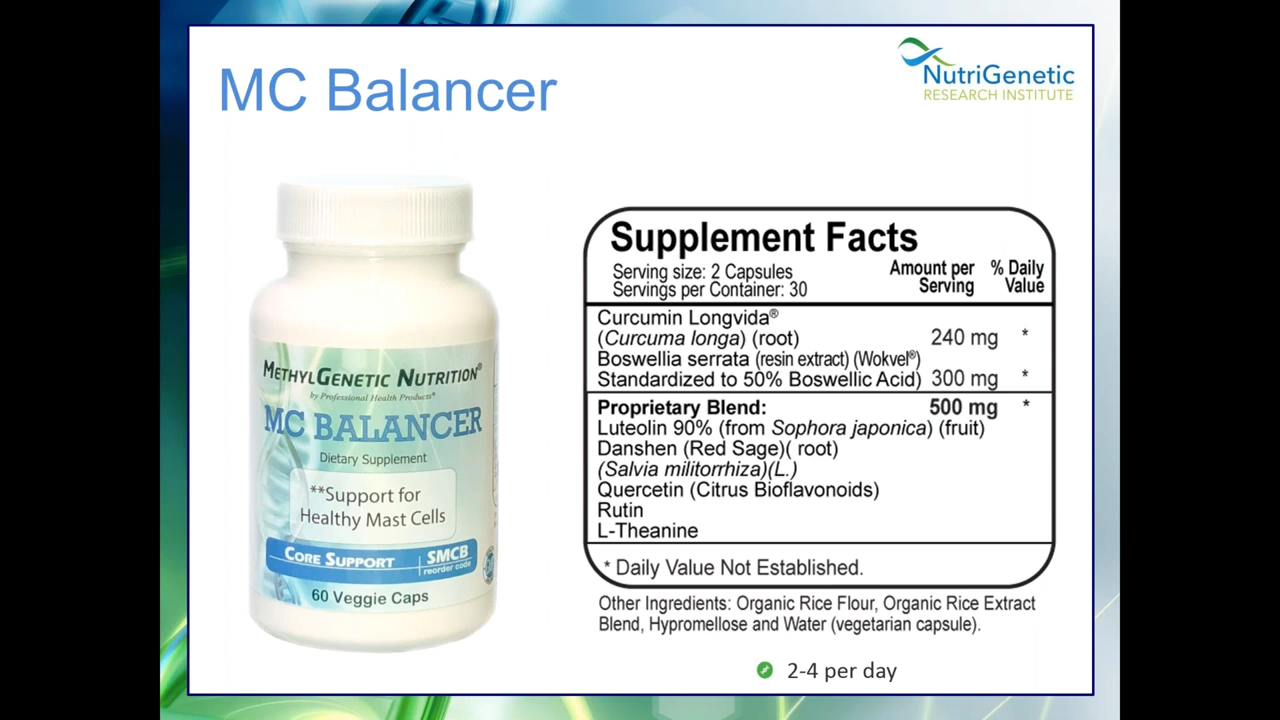 MC Balancer
NutriGenetic
RESEARCH INSTITUTE
METHYLGENETIC NUTRITION®
by Professional Health Products®
MC BALANCER
Dietary Supplement
**Support for
Healthy Mast Cells
CORE SUPPORT
SMCB
reorder code
60 Veggie Caps
Supplement Facts
Serving size: 2 Capsules
Servings per Container: 30
Amount per
Serving
% Daily
Value
Curcumin Longvida®
(Curcuma longa) (root) 240 mg *
Boswellia serrata (resin extract) (Wokvel®)
Standardized to 50% Boswellic Acid) 300 mg *
Proprietary Blend: 500 mg *
Luteolin 90% (from Sophora japonica) (fruit)
Danshen (Red Sage)( root)
(Salvia militorrhiza)(L.)
Quercetin (Citrus Bioflavonoids)
Rutin
L-Theanine
* Daily Value Not Established.
Other Ingredients: Organic Rice Flour, Organic Rice Extract
Blend, Hypromellose and Water (vegetarian capsule).
2-4 per day